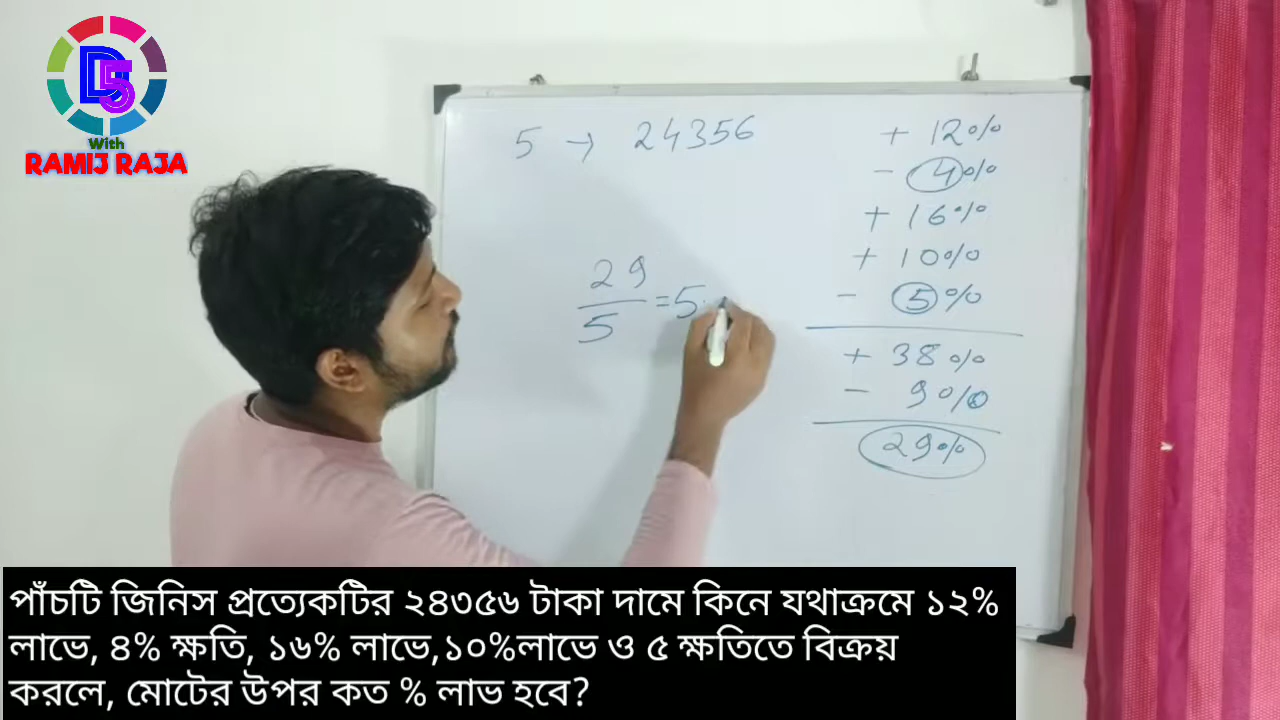 D5
With
RAMIJ RAJA
5 → 24356
+ 12%
- 4%
+ 16%
+ 10%
- 5%
+ 38%
- 9%
29%
29
5
=5.
পাঁচটি জিনিস প্রত্যেকটির ২৪৩৫৬ টাকা দামে কিনে যথাক্রমে ১২%
লাভে, ৪% ক্ষতি, ১৬% লাভে,১০%লাভে ও ৫ ক্ষতিতে বিক্রয়
করলে, মোটের উপর কত % লাভ হবে?